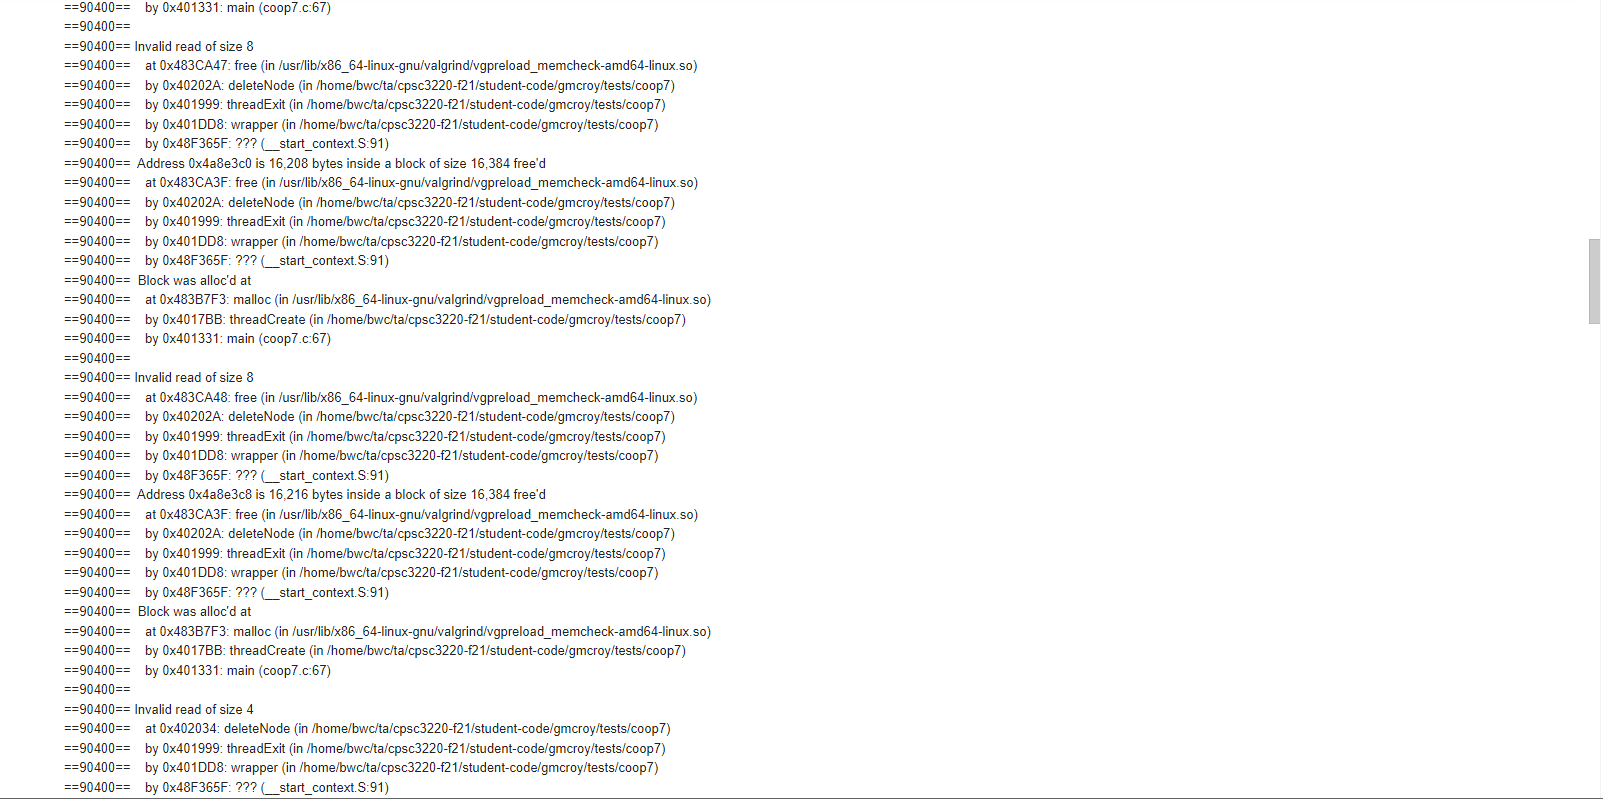 ==90400==    by 0x401331: main (coop7.c:67)
==90400==
==90400== Invalid read of size 8
==90400==    at 0x483CA47: free (in /usr/lib/x86_64-linux-gnu/valgrind/vgpreload_memcheck-amd64-linux.so)
==90400==    by 0x40202A: deleteNode (in /home/bwc/ta/cpsc3220-f21/student-code/gmcroy/tests/coop7)
==90400==    by 0x401999: threadExit (in /home/bwc/ta/cpsc3220-f21/student-code/gmcroy/tests/coop7)
==90400==    by 0x401DD8: wrapper (in /home/bwc/ta/cpsc3220-f21/student-code/gmcroy/tests/coop7)
==90400==    by 0x48F365F: ??? (__start_context.S:91)
==90400==  Address 0x4a8e3c0 is 16,208 bytes inside a block of size 16,384 free'd
==90400==    at 0x483CA3F: free (in /usr/lib/x86_64-linux-gnu/valgrind/vgpreload_memcheck-amd64-linux.so)
==90400==    by 0x40202A: deleteNode (in /home/bwc/ta/cpsc3220-f21/student-code/gmcroy/tests/coop7)
==90400==    by 0x401999: threadExit (in /home/bwc/ta/cpsc3220-f21/student-code/gmcroy/tests/coop7)
==90400==    by 0x401DD8: wrapper (in /home/bwc/ta/cpsc3220-f21/student-code/gmcroy/tests/coop7)
==90400==    by 0x48F365F: ??? (__start_context.S:91)
==90400==  Block was alloc'd at
==90400==    at 0x483B7F3: malloc (in /usr/lib/x86_64-linux-gnu/valgrind/vgpreload_memcheck-amd64-linux.so)
==90400==    by 0x4017BB: threadCreate (in /home/bwc/ta/cpsc3220-f21/student-code/gmcroy/tests/coop7)
==90400==    by 0x401331: main (coop7.c:67)
==90400==
==90400== Invalid read of size 8
==90400==    at 0x483CA48: free (in /usr/lib/x86_64-linux-gnu/valgrind/vgpreload_memcheck-amd64-linux.so)
==90400==    by 0x40202A: deleteNode (in /home/bwc/ta/cpsc3220-f21/student-code/gmcroy/tests/coop7)
==90400==    by 0x401999: threadExit (in /home/bwc/ta/cpsc3220-f21/student-code/gmcroy/tests/coop7)
==90400==    by 0x401DD8: wrapper (in /home/bwc/ta/cpsc3220-f21/student-code/gmcroy/tests/coop7)
==90400==    by 0x48F365F: ??? (__start_context.S:91)
==90400==  Address 0x4a8e3c8 is 16,216 bytes inside a block of size 16,384 free'd
==90400==    at 0x483CA3F: free (in /usr/lib/x86_64-linux-gnu/valgrind/vgpreload_memcheck-amd64-linux.so)
==90400==    by 0x40202A: deleteNode (in /home/bwc/ta/cpsc3220-f21/student-code/gmcroy/tests/coop7)
==90400==    by 0x401999: threadExit (in /home/bwc/ta/cpsc3220-f21/student-code/gmcroy/tests/coop7)
==90400==    by 0x401DD8: wrapper (in /home/bwc/ta/cpsc3220-f21/student-code/gmcroy/tests/coop7)
==90400==    by 0x48F365F: ??? (__start_context.S:91)
==90400==  Block was alloc'd at
==90400==    at 0x483B7F3: malloc (in /usr/lib/x86_64-linux-gnu/valgrind/vgpreload_memcheck-amd64-linux.so)
==90400==    by 0x4017BB: threadCreate (in /home/bwc/ta/cpsc3220-f21/student-code/gmcroy/tests/coop7)
==90400==    by 0x401331: main (coop7.c:67)
==90400==
==90400== Invalid read of size 4
==90400==    at 0x402034: deleteNode (in /home/bwc/ta/cpsc3220-f21/student-code/gmcroy/tests/coop7)
==90400==    by 0x401999: threadExit (in /home/bwc/ta/cpsc3220-f21/student-code/gmcroy/tests/coop7)
==90400==    by 0x401DD8: wrapper (in /home/bwc/ta/cpsc3220-f21/student-code/gmcroy/tests/coop7)
==90400==    by 0x48F365F: ??? (__start_context.S:91)